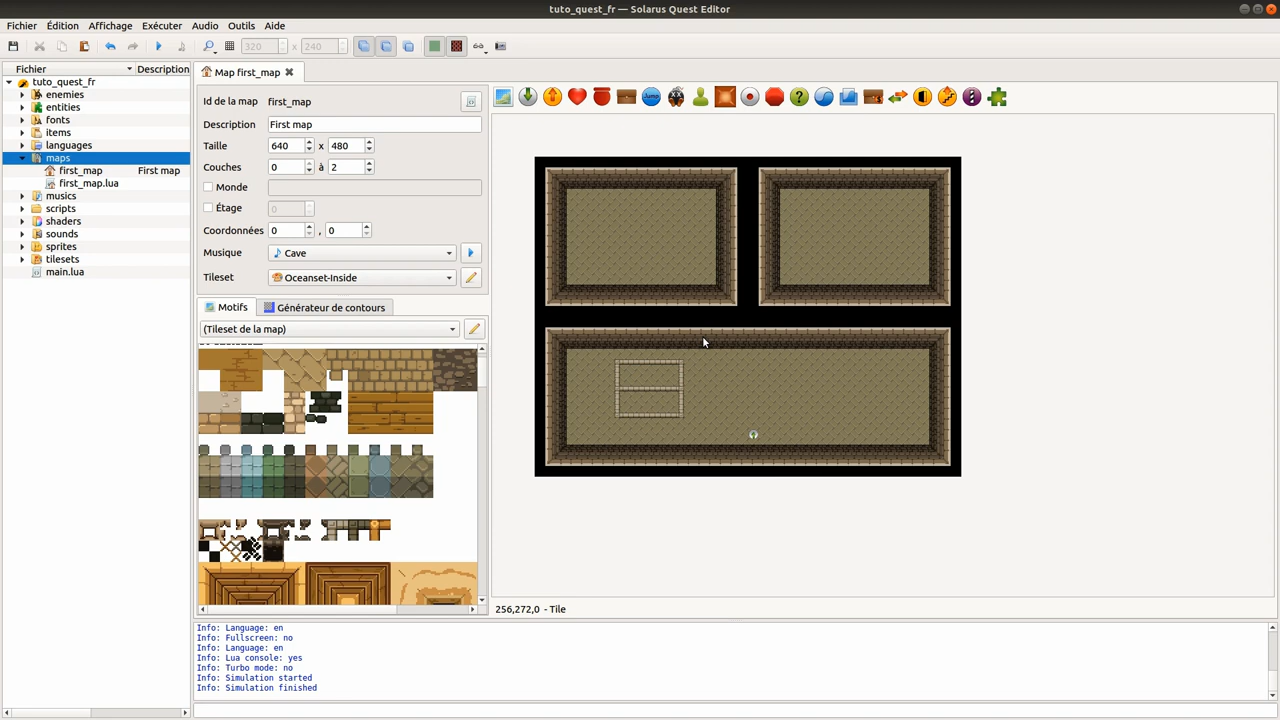 tuto_quest_fr — Solarus Quest Editor
Fichier Édition Affichage Exécuter Audio Outils Aide
320 x 240
Fichier Description
tuto_quest_fr
enemies
entities
fonts
items
languages
maps
first_map First map
first_map.lua
musics
scripts
shaders
sounds
sprites
tilesets
main.lua
Map first_map
Id de la map first_map
Description First map
Taille 640 x 480
Couches 0 à 2
Monde
Étage 0
Coordonnées 0 , 0
Musique Cave
Tileset Oceanset-Inside
Motifs Générateur de contours
(Tileset de la map)
Jump
256,272,0 - Tile
Info: Language: en
Info: Fullscreen: no
Info: Language: en
Info: Lua console: yes
Info: Turbo mode: no
Info: Simulation started
Info: Simulation finished